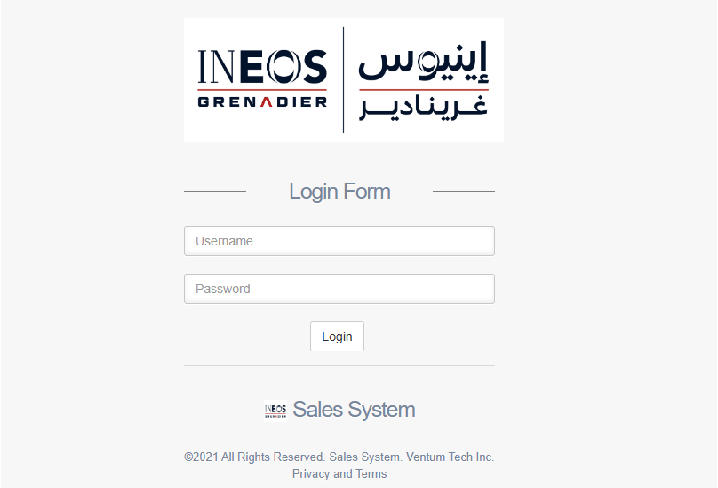 INEOS
GRENADIER
إينيوس
غرينادير
Login Form
Username
Password
Login
INEOS
GRENADIER
Sales System
©2021 All Rights Reserved. Sales System. Ventum Tech Inc.
Privacy and Terms